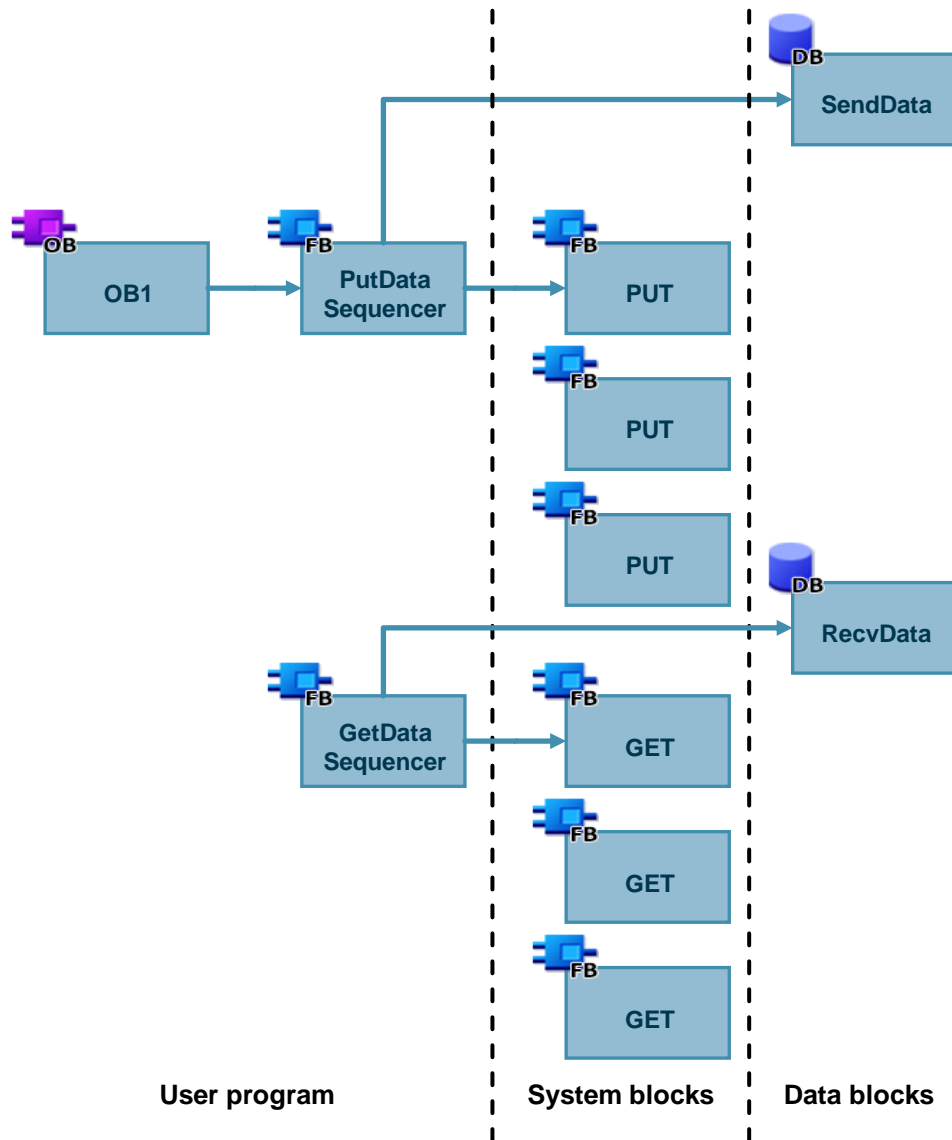 DB
SendData
OB
FB
FB
OB1
PutData
Sequencer
PUT
FB
PUT
FB
PUT
DB
RecvData
FB
FB
GetData
Sequencer
GET
FB
GET
FB
GET
User program
System blocks
Data blocks